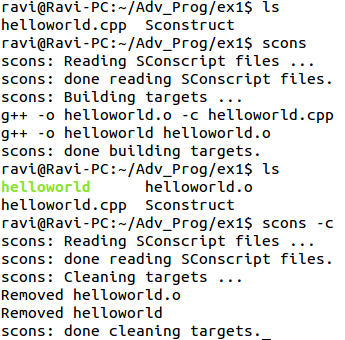 ravi@Ravi-PC:~/Adv_Prog/ex1$ ls
helloworld.cpp  Sconstruct
ravi@Ravi-PC:~/Adv_Prog/ex1$ scons
scons: Reading SConscript files ...
scons: done reading SConscript files.
scons: Building targets ...
g++ -o helloworld.o -c helloworld.cpp
g++ -o helloworld helloworld.o
scons: done building targets.
ravi@Ravi-PC:~/Adv_Prog/ex1$ ls
helloworld      helloworld.o
helloworld.cpp  Sconstruct
ravi@Ravi-PC:~/Adv_Prog/ex1$ scons -c
scons: Reading SConscript files ...
scons: done reading SConscript files.
scons: Cleaning targets ...
Removed helloworld.o
Removed helloworld
scons: done cleaning targets._